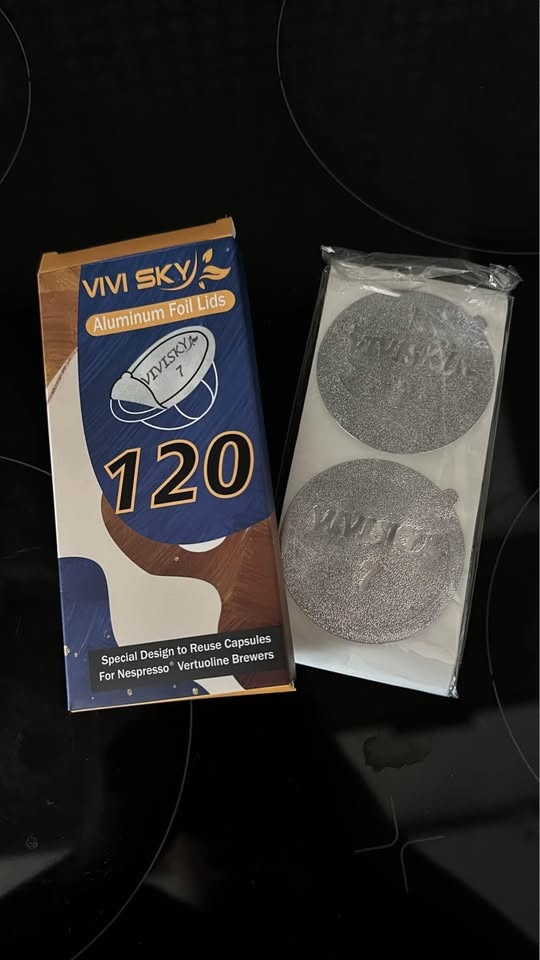 VIVI SKY
Aluminum Foil Lids
VIVISKY
7
120
Special Design to Reuse Capsules
For Nespresso® Vertuoline Brewers
VIVISKY
VIVISKY
7